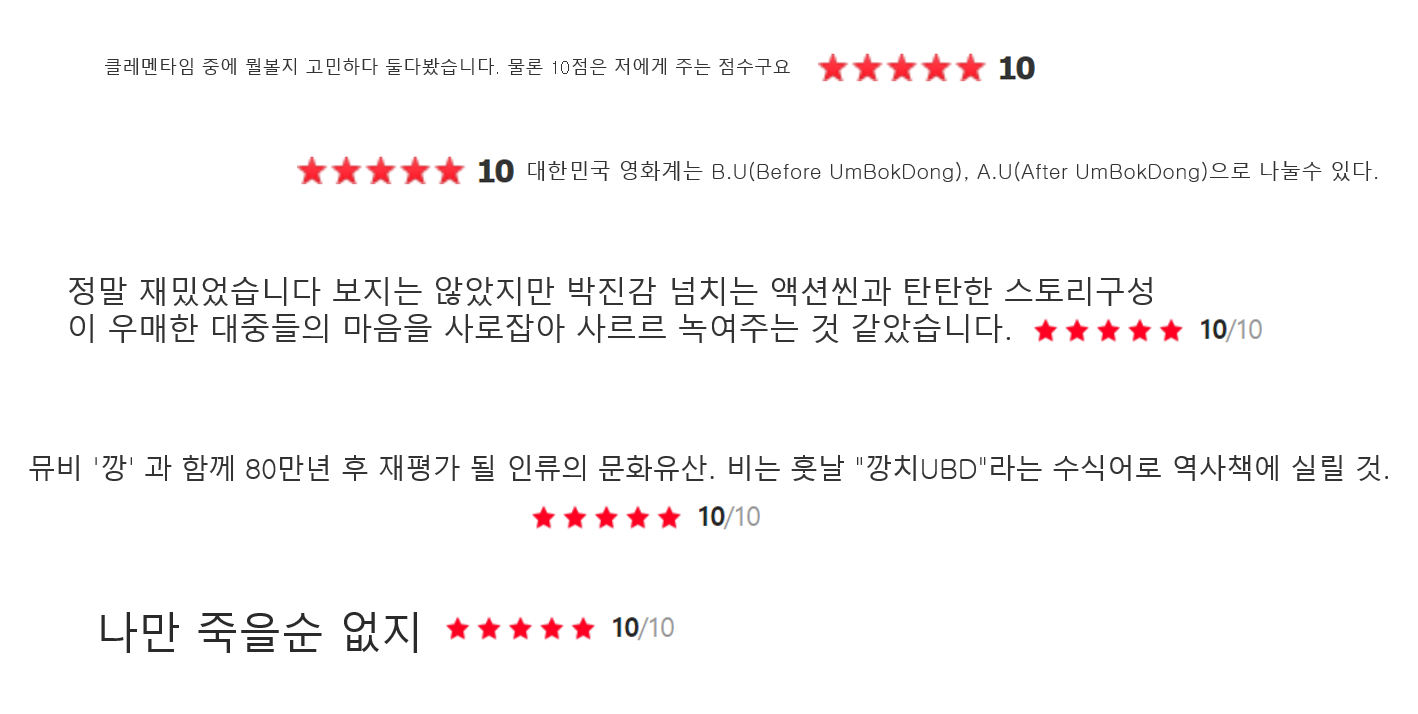 클레멘타임 중에 뭘볼지 고민하다 둘다봤습니다. 물론 10점은 저에게 주는 점수구요 ★★★★★ 10
★★★★★ 10 대한민국 영화계는 B.U(Before UmBokDong), A.U(After UmBokDong)으로 나눌수 있다.
정말 재밌었습니다 보지는 않았지만 박진감 넘치는 액션씬과 탄탄한 스토리구성
이 우매한 대중들의 마음을 사로잡아 사르르 녹여주는 것 같았습니다. ★★★★★ 10/10
뮤비 '깡' 과 함께 80만년 후 재평가 될 인류의 문화유산. 비는 훗날 "깡치UBD"라는 수식어로 역사책에 실릴 것.
★★★★★ 10/10
나만 죽을순 없지 ★★★★★ 10/10